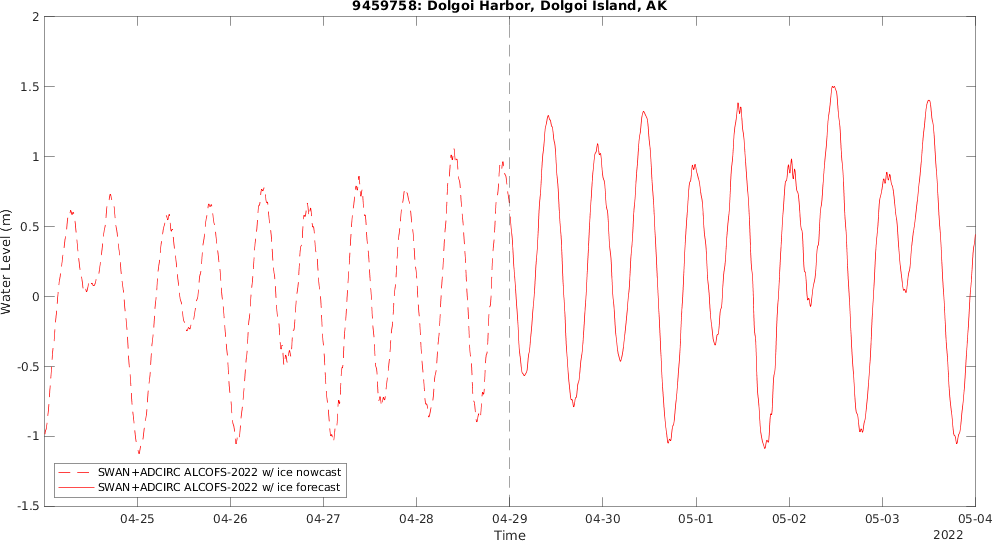 9459758: Dolgoi Harbor, Dolgoi Island, AK
2
1.5
1
0.5
0
-0.5
-1
-1.5
Water Level (m)
SWAN+ADCIRC ALCOFS-2022 w/ ice nowcast
SWAN+ADCIRC ALCOFS-2022 w/ ice forecast
04-25 04-26 04-27 04-28 04-29 04-30 05-01 05-02 05-03 05-04
Time
2022